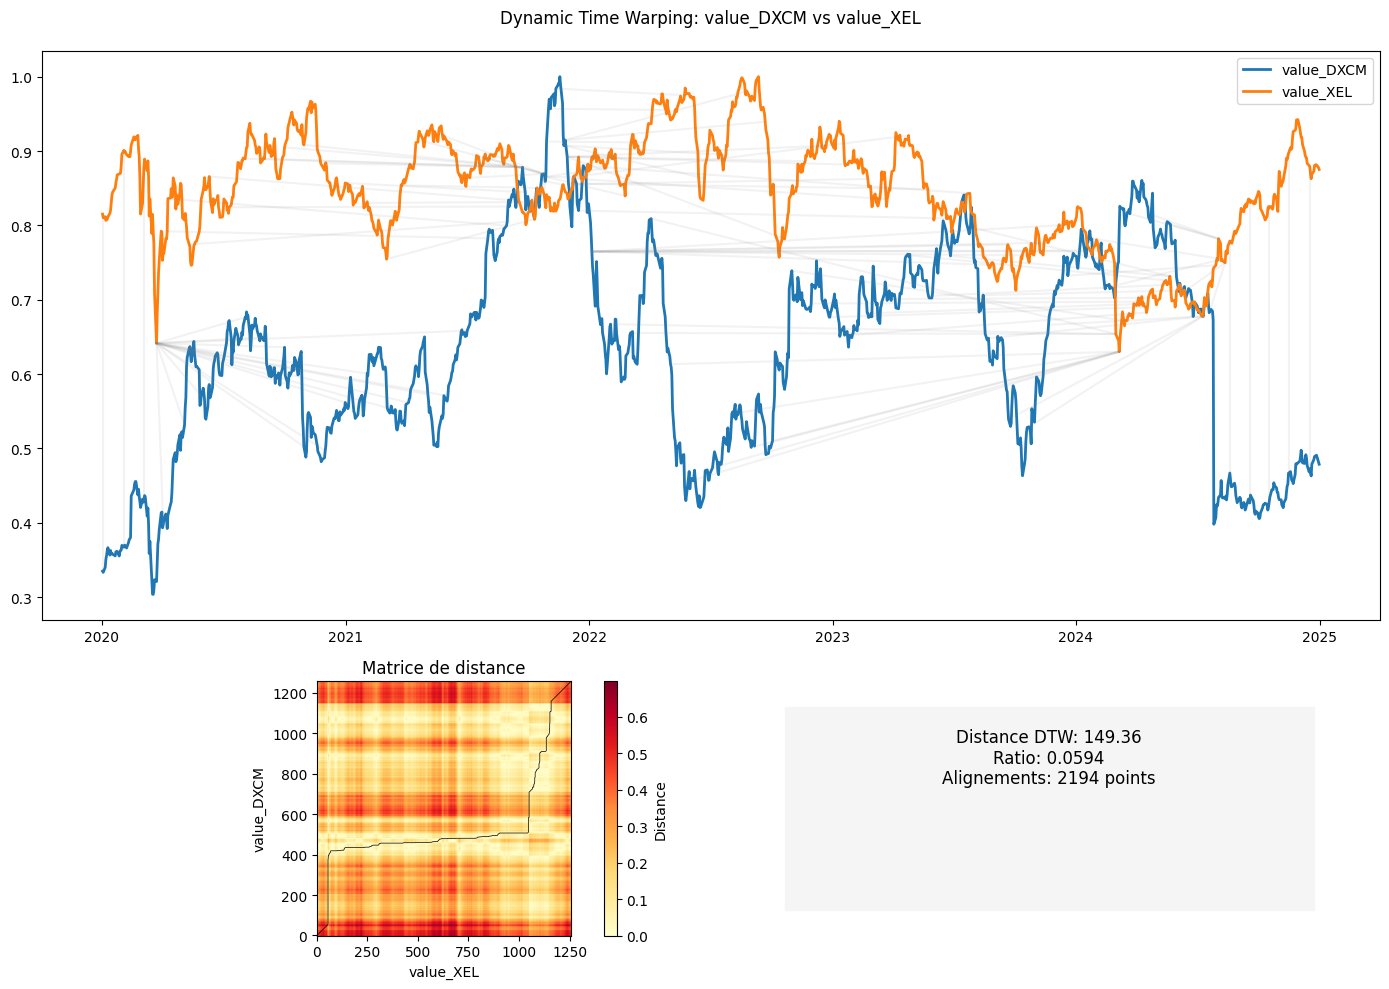 Dynamic Time Warping: value_DXCM vs value_XEL
value_DXCM
value_XEL
1.0
0.9
0.8
0.7
0.6
0.5
0.4
0.3
2020 2021 2022 2023 2024 2025
Matrice de distance
value_DXCM
1200
1000
800
600
400
200
0
0 250 500 750 1000 1250
value_XEL
0.6
0.5
0.4
0.3
0.2
0.1
0.0
Distance
Distance DTW: 149.36
Ratio: 0.0594
Alignements: 2194 points